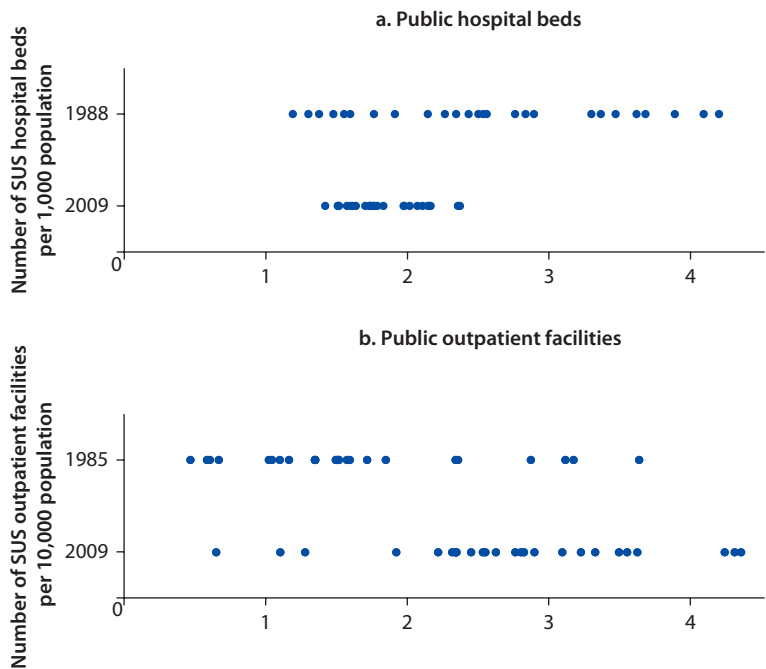 a. Public hospital beds
Number of SUS hospital beds
per 1,000 population
1988
2009
0
1
2
3
4
b. Public outpatient facilities
Number of SUS outpatient facilities
per 10,000 population
1985
2009
0
1
2
3
4